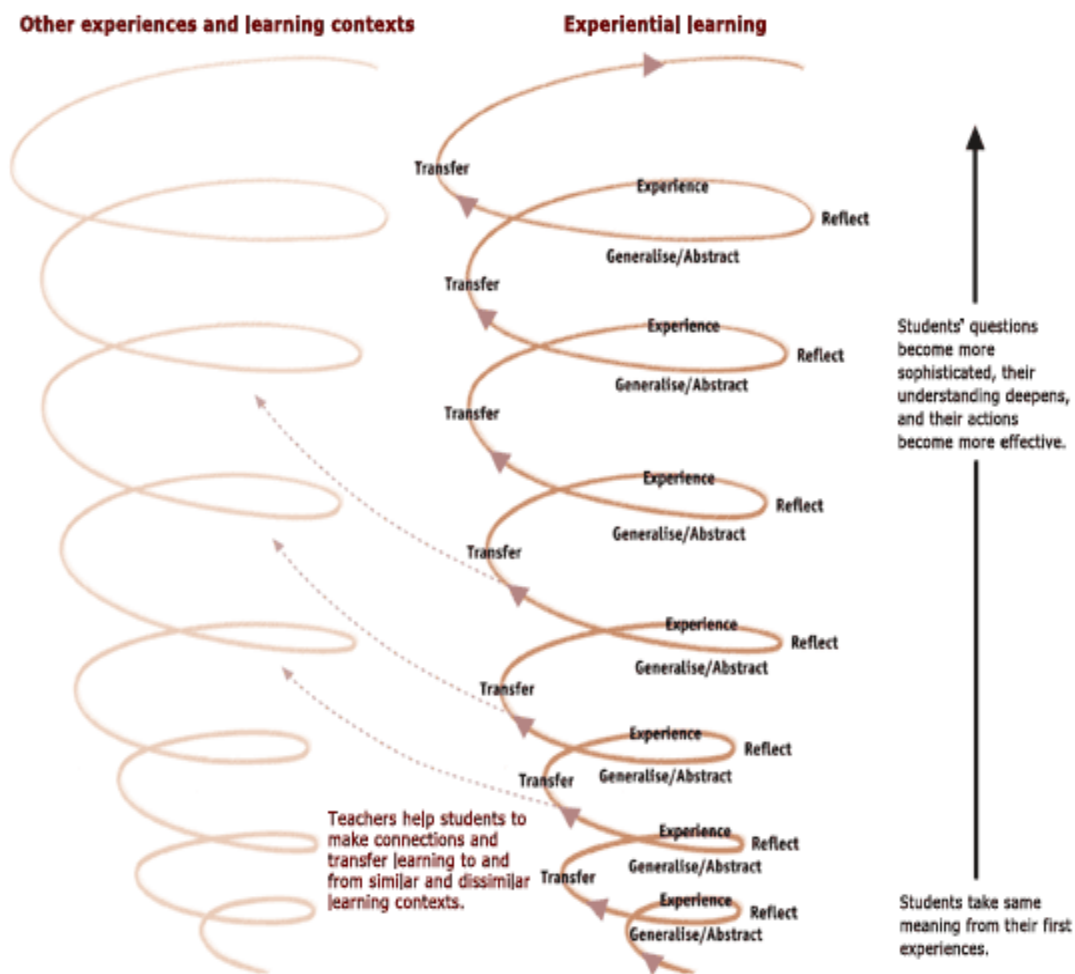 Other experiences and learning contexts
Experiential learning
Transfer
Experience
Reflect
Generalise/Abstract
Transfer
Experience
Reflect
Generalise/Abstract
Transfer
Experience
Reflect
Generalise/Abstract
Transfer
Experience
Reflect
Generalise/Abstract
Transfer
Experience
Reflect
Generalise/Abstract
Transfer
Experience
Reflect
Generalise/Abstract
Transfer
Experience
Reflect
Generalise/Abstract
Teachers help students to
make connections and
transfer learning to and
from similar and dissimilar
learning contexts.
Students' questions
become more
sophisticated, their
understanding deepens,
and their actions
become more effective.
Students take same
meaning from their first
experiences.